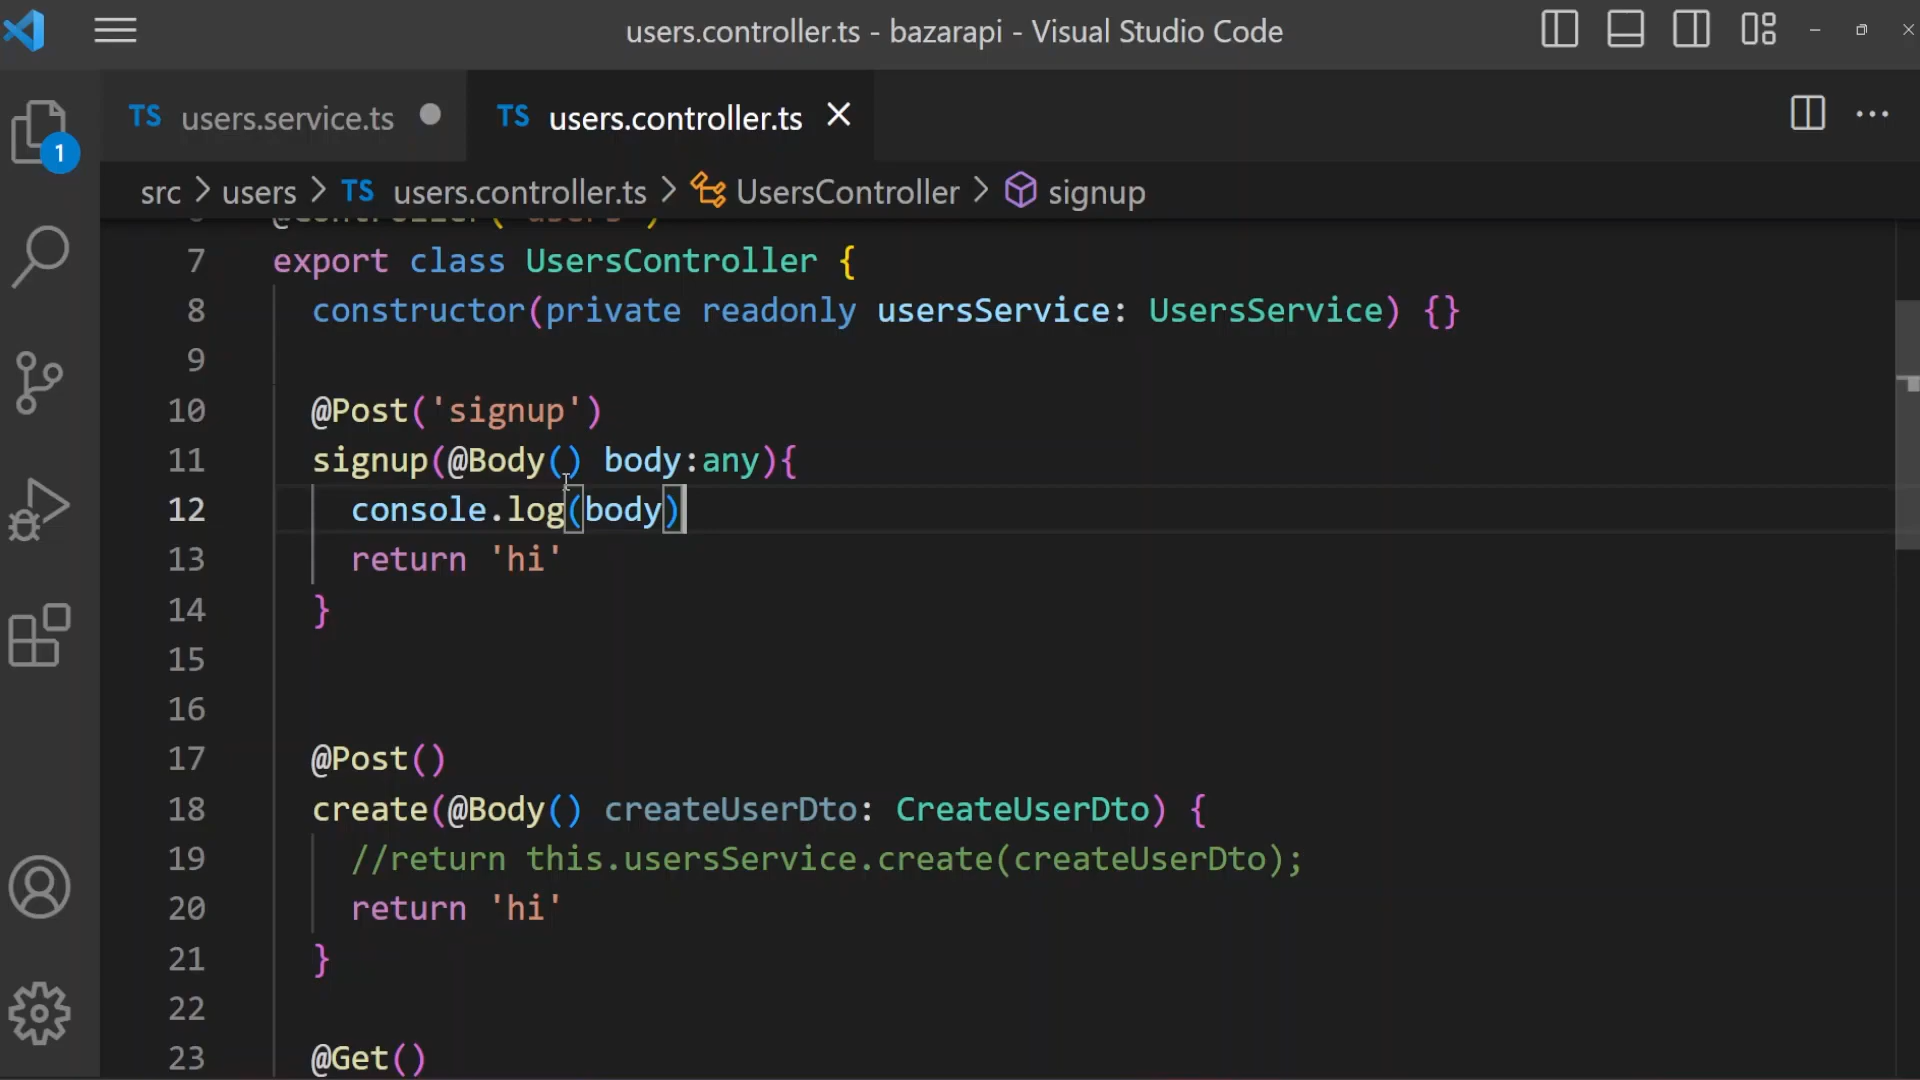 users.controller.ts - bazarapi - Visual Studio Code
TS users.service.ts
TS users.controller.ts
1
src > users > TS users.controller.ts > UsersController > signup
7 export class UsersController {
8 constructor(private readonly usersService: UsersService) {}
9
10 @Post('signup')
11 signup(@Body() body:any){
12 console.log(body)
13 return 'hi'
14 }
15
16
17 @Post()
18 create(@Body() createUserDto: CreateUserDto) {
19 //return this.usersService.create(createUserDto);
20 return 'hi'
21 }
22
23 @Get()